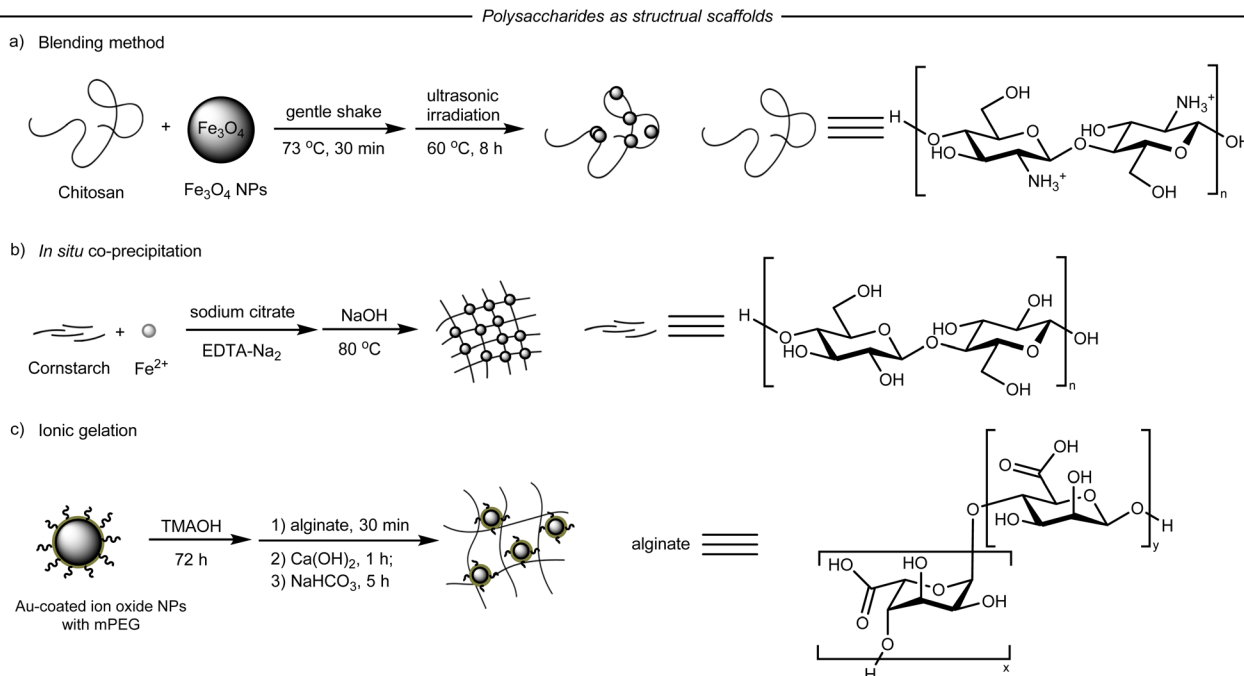 Polysaccharides as structrual scaffolds
a) Blending method
Chitosan
+
Fe₃O₄
Fe₃O₄ NPs
gentle shake
73 °C, 30 min
ultrasonic
irradiation
60 °C, 8 h
H
O
OH
O
HO
NH₃⁺
O
HO
NH₃⁺
O
OH
OH
n
b) In situ co-precipitation
Cornstarch
+
Fe²⁺
sodium citrate
EDTA-Na₂
NaOH
80 °C
H
O
OH
O
HO
OH
O
HO
OH
O
OH
OH
n
c) Ionic gelation
Au-coated ion oxide NPs
with mPEG
TMAOH
72 h
1) alginate, 30 min
2) Ca(OH)₂, 1 h;
3) NaHCO₃, 5 h
alginate
O
OH
OH
O
O
HO
O
H
y
HO
O
HO
O
OH
O
H
x